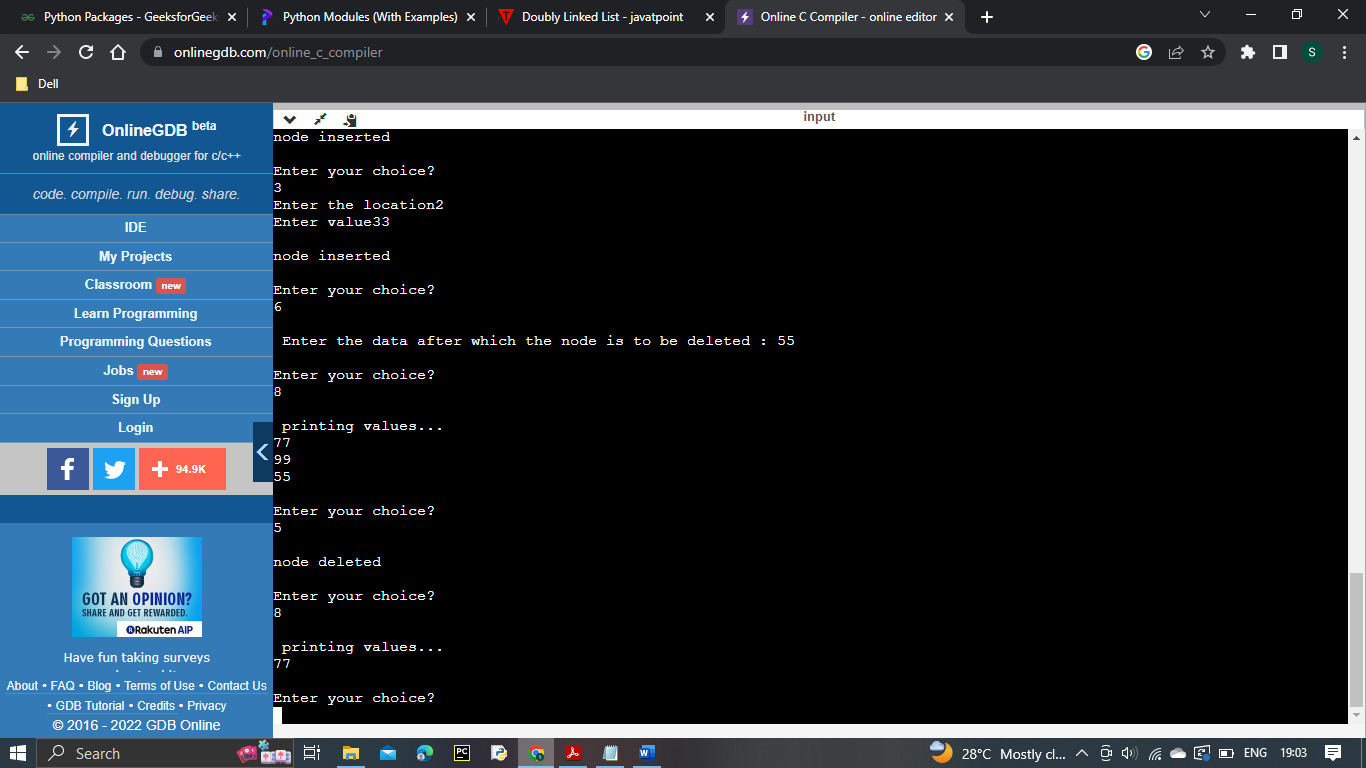 Python Packages - GeeksforGeek
Python Modules (With Examples)
Doubly Linked List - javatpoint
Online C Compiler - online editor
onlinegdb.com/online_c_compiler
S
Dell
OnlineGDB beta
online compiler and debugger for c/c++
code. compile. run. debug. share.
IDE
My Projects
Classroom new
Learn Programming
Programming Questions
Jobs new
Sign Up
Login
94.9K
GOT AN OPINION?
SHARE AND GET REWARDED.
Rakuten AIP
Have fun taking surveys
About • FAQ • Blog • Terms of Use • Contact Us
• GDB Tutorial • Credits • Privacy
© 2016 - 2022 GDB Online
input
node inserted
Enter your choice?
3
Enter the location2
Enter value33
node inserted
Enter your choice?
6
Enter the data after which the node is to be deleted : 55
Enter your choice?
8
printing values...
77
99
55
Enter your choice?
5
node deleted
Enter your choice?
8
printing values...
77
Enter your choice?
Search
PC
28°C Mostly cl...
ENG
19:03